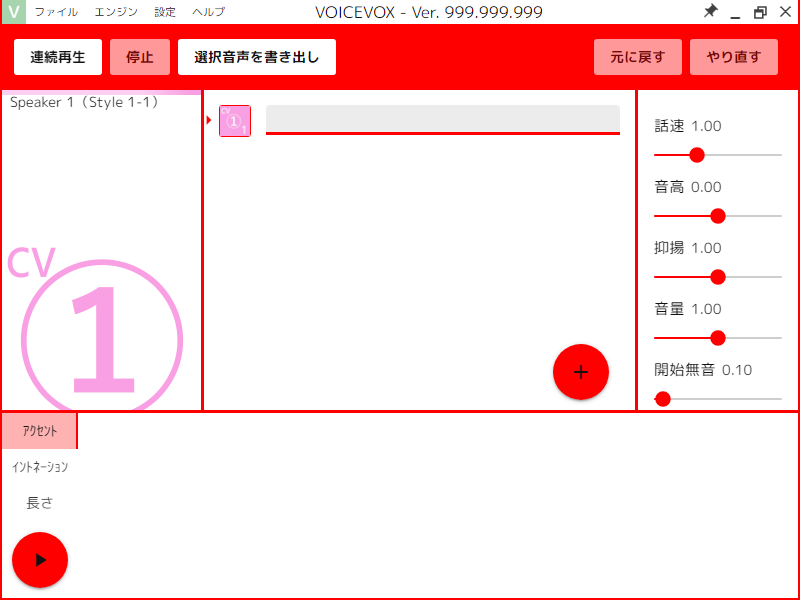 V ファイル エンジン 設定 ヘルプ VOICEVOX - Ver. 999.999.999
連続再生 停止 選択音声を書き出し 元に戻す やり直す
Speaker 1（Style 1-1）
CV
1
CV
1
1
話速 1.00
音高 0.00
抑揚 1.00
音量 1.00
開始無音 0.10
+
アクセント
イントネーション
長さ